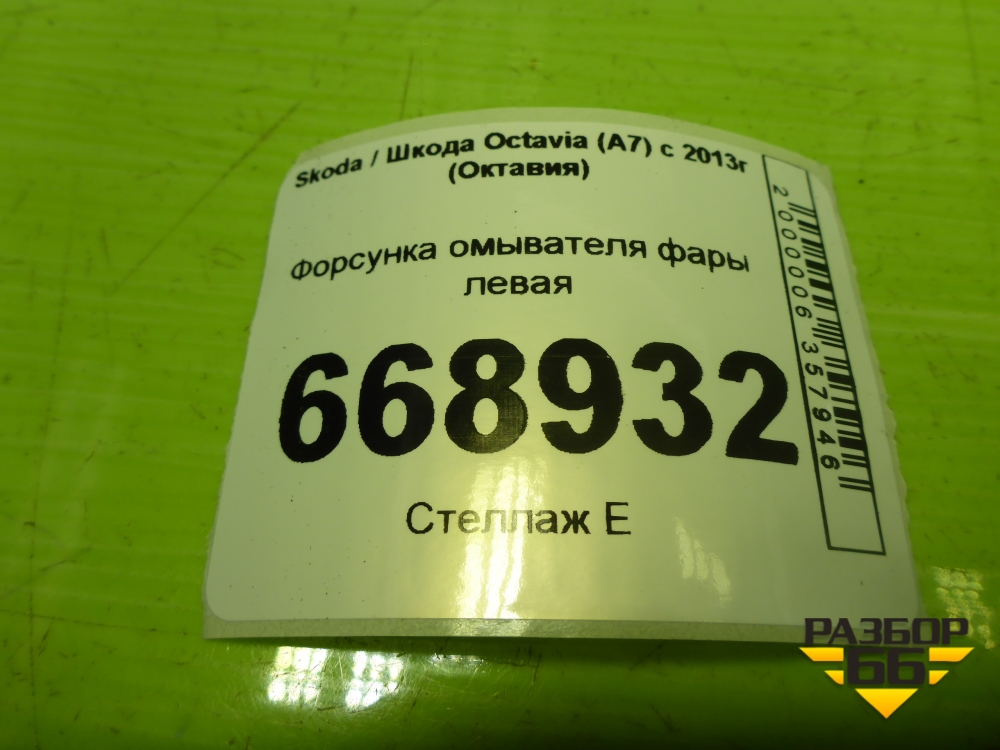 Skoda / Шкода Octavia (A7) с 2013г
(Октавия)
Форсунка омывателя фары
левая
668932
Стеллаж Е
2000006357946
РАЗБОР
66